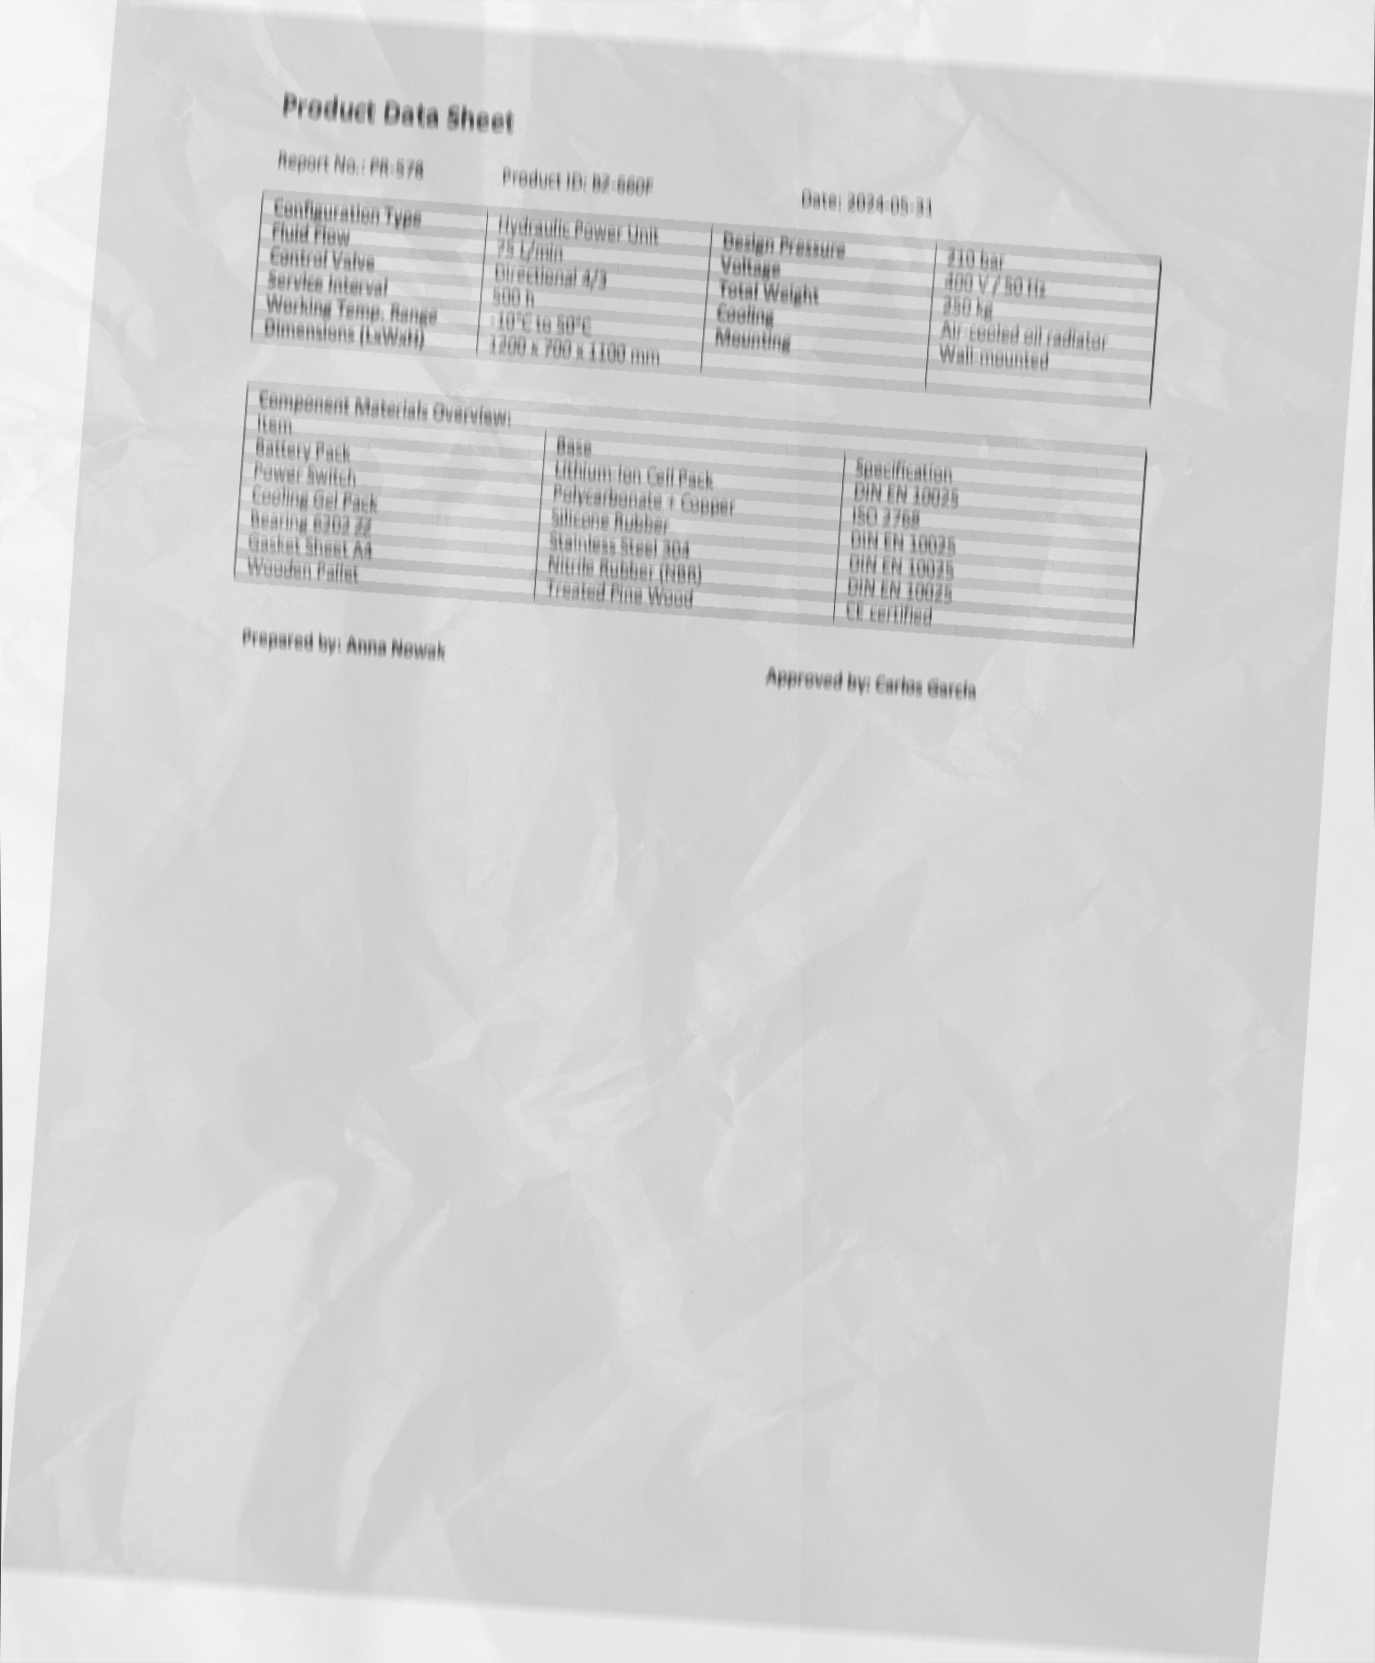 Product Data Sheet
Report No.: PR-578 Product ID: BZ-660F Date: 2024-05-31
Configuration Type Hydraulic Power Unit Design Pressure 210 bar
Fluid Flow 75 L/min Voltage 400 V / 50 Hz
Control Valve Directional 4/3 Total Weight 350 kg
Service Interval 500 h Cooling Air-cooled oil radiator
Working Temp. Range -10°C to 50°C Mounting Wall-mounted
Dimensions (LxWxH) 1200 x 700 x 1100 mm
Component Materials Overview:
Item Base Specification
Battery Pack Lithium-Ion Cell Pack DIN EN 10025
Power Switch Polycarbonate + Copper ISO 2768
Cooling Gel Pack Silicone Rubber DIN EN 10025
Bearing 6202 ZZ Stainless Steel 304 DIN EN 10025
Gasket Sheet A4 Nitrile Rubber (NBR) DIN EN 10025
Wooden Pallet Treated Pine Wood CE certified
Prepared by: Anna Nowak Approved by: Carlos Garcia